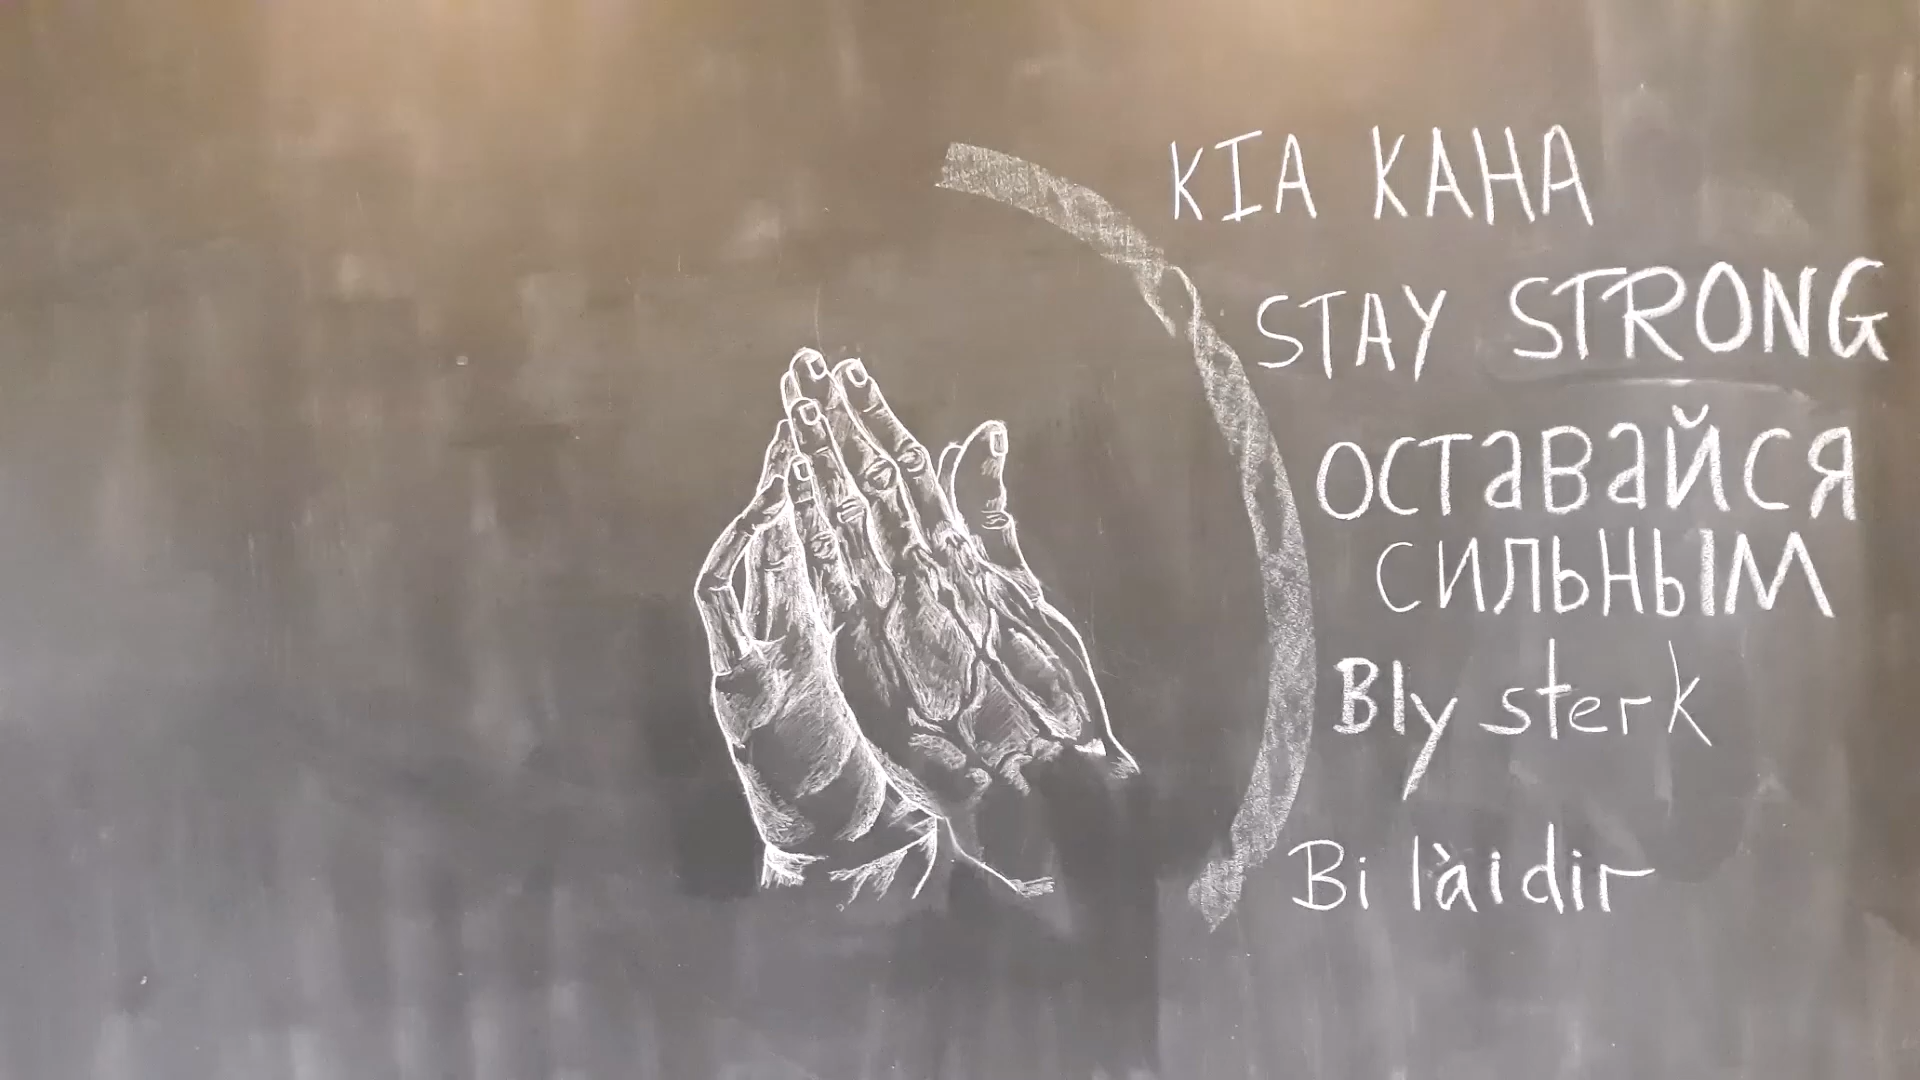 KIA KAHA
STAY STRONG
ОСТаВаЙСЯ
СИЛЬНЫМ
Bly sterk
Bi làidir